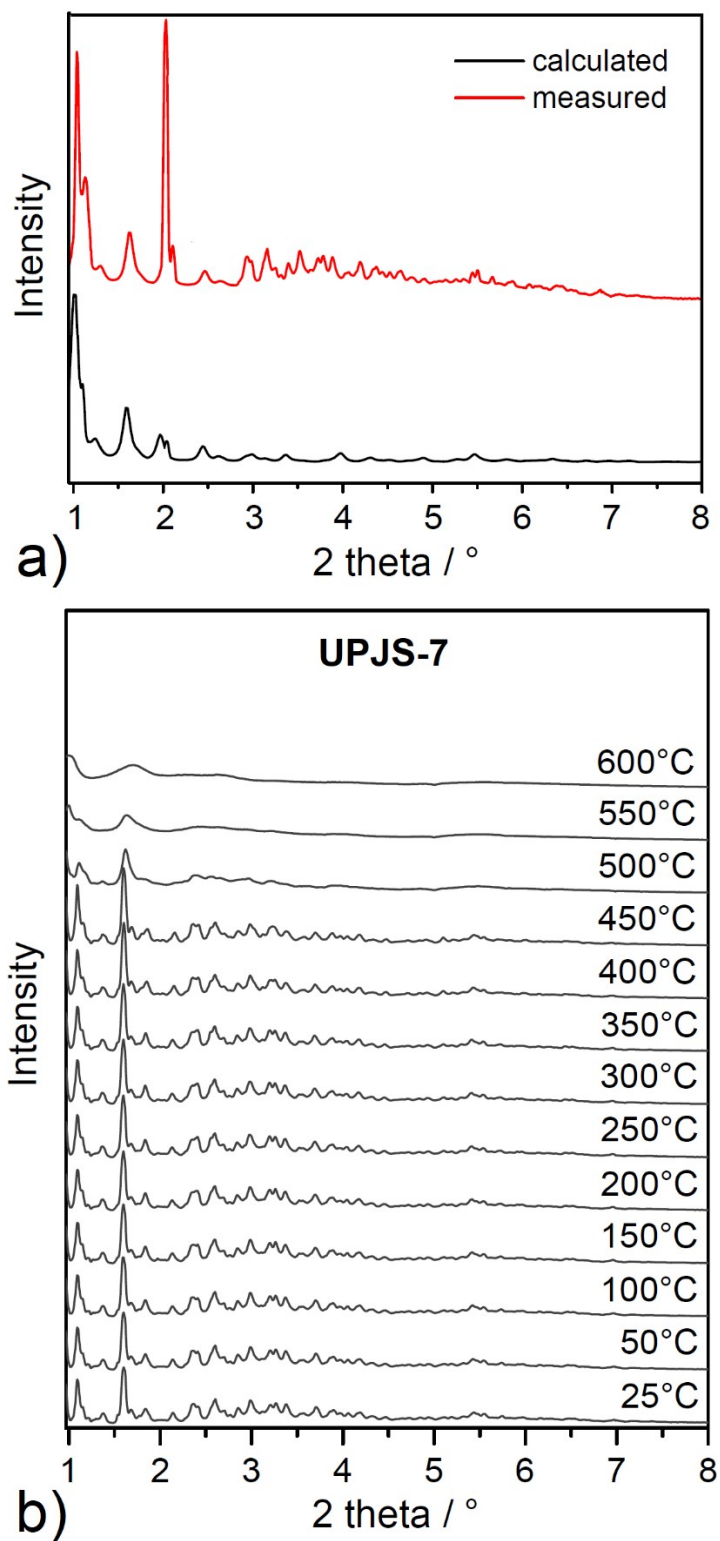 calculated
measured
Intensity
1 2 3 4 5 6 7 8
2 theta / °
a)
UPJS-7
600°C
550°C
500°C
450°C
400°C
350°C
300°C
250°C
200°C
150°C
100°C
50°C
25°C
Intensity
1 2 3 4 5 6 7 8
2 theta / °
b)